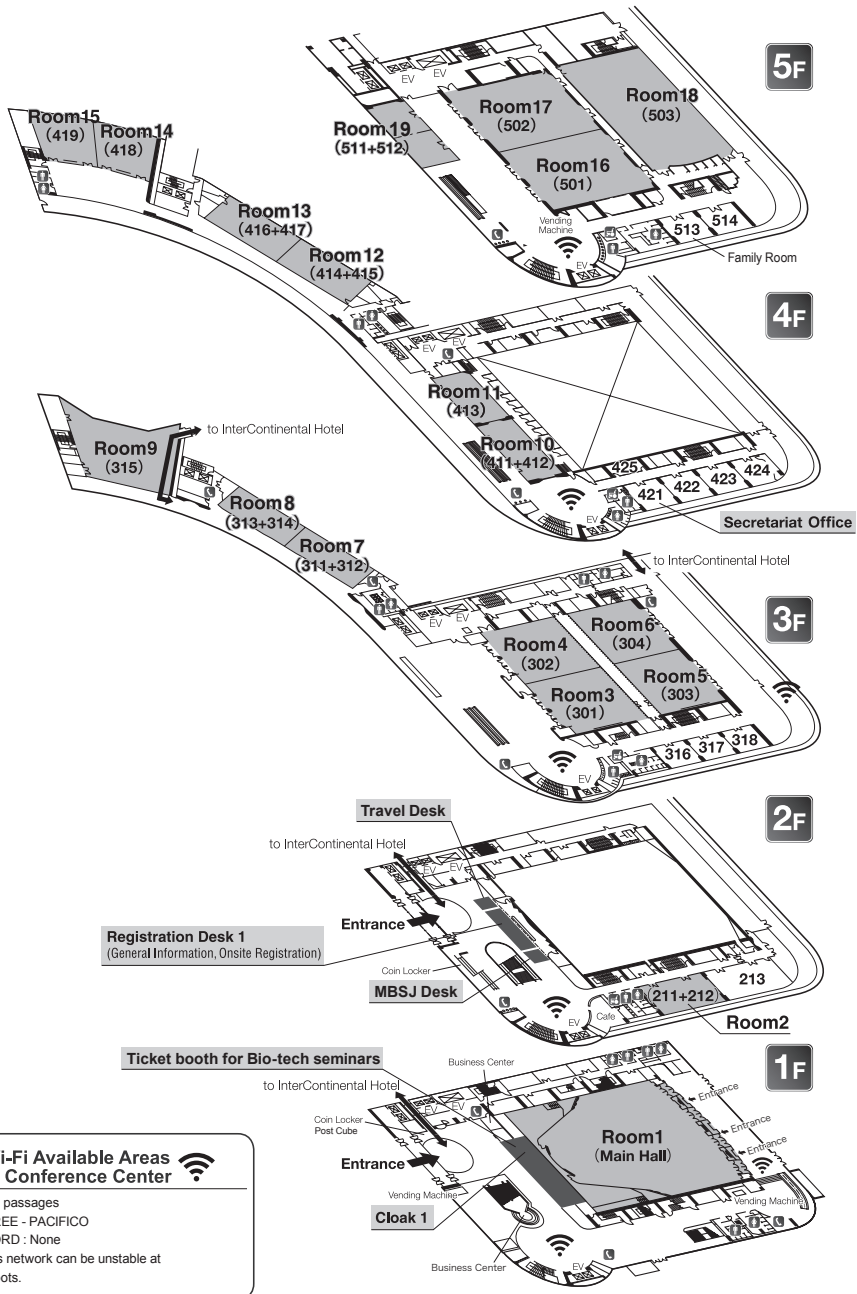 5F
EV
EV
Room17
(502)
Room18
(503)
Room19
(511+512)
Room16
(501)
Vending
Machine
EV
513
514
Family Room
4F
Room15
(419)
Room14
(418)
Room13
(416+417)
Room12
(414+415)
EV
EV
Room11
(413)
Room10
(411+412)
425
421
422
423
424
EV
Secretariat Office
3F
Room9
(315)
to InterContinental Hotel
Room8
(313+314)
Room7
(311+312)
to InterContinental Hotel
EV
EV
Room4
(302)
Room6
(304)
Room3
(301)
Room5
(303)
316
317
318
EV
2F
Travel Desk
to InterContinental Hotel
EV
EV
Entrance
Registration Desk 1
(General Information, Onsite Registration)
Coin Locker
MBSJ Desk
EV
Cafe
(211+212)
213
Room2
1F
Ticket booth for Bio-tech seminars
Business Center
to InterContinental Hotel
EV
EV
Coin Locker
Post Cube
Entrance
Room1
(Main Hall)
Entrance
Entrance
Entrance
Vending Machine
Cloak 1
Vending Machine
Business Center
EV
i-Fi Available Areas
Conference Center
passages
REE - PACIFICO
ORD : None
s network can be unstable at
ots.